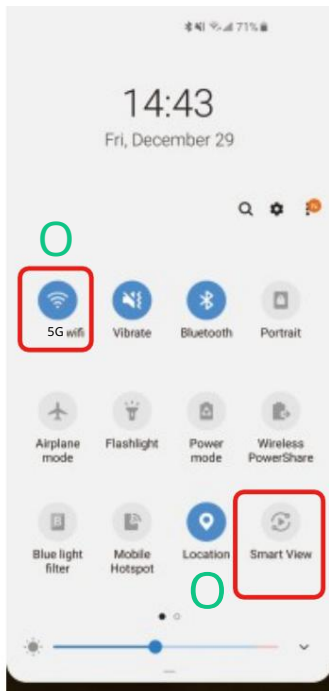 71%
14:43
Fri, December 29
O
5G wifi
Vibrate
Bluetooth
Portrait
Airplane
mode
Flashlight
Power
mode
Wireless
PowerShare
Blue light
filter
Mobile
Hotspot
Location
Smart View
O